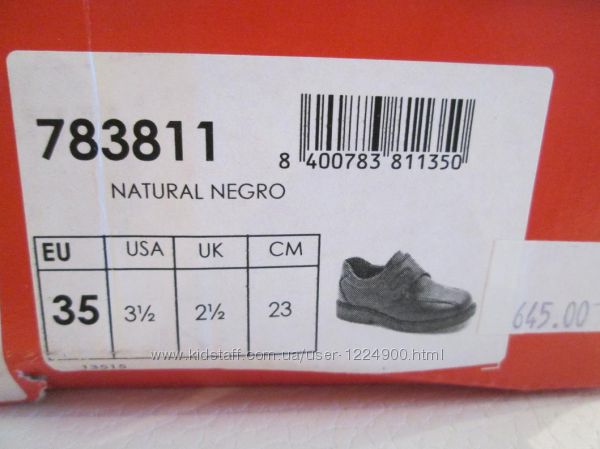 783811
8 400783 811350
NATURAL NEGRO
EU USA UK CM
35 3½ 2½ 23
645.00
www.kidstaff.com.ua/user-1224900.html
13515